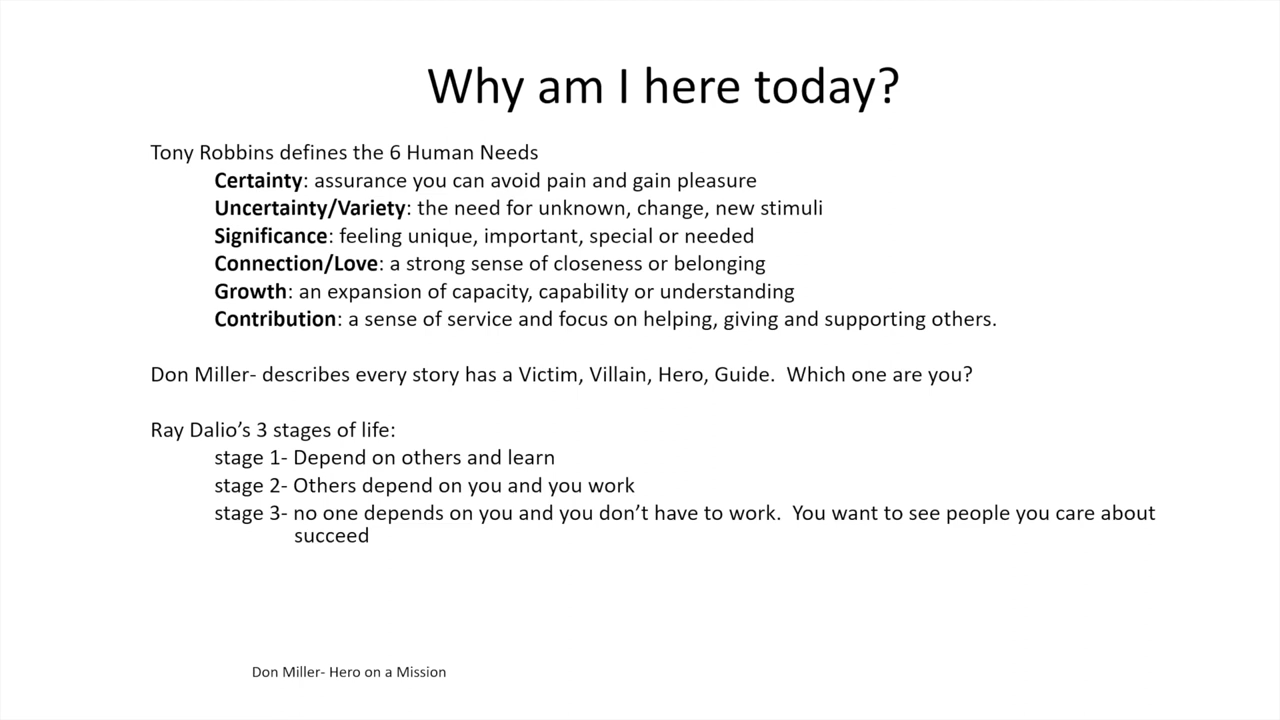 Why am I here today?
Tony Robbins defines the 6 Human Needs
Certainty: assurance you can avoid pain and gain pleasure
Uncertainty/Variety: the need for unknown, change, new stimuli
Significance: feeling unique, important, special or needed
Connection/Love: a strong sense of closeness or belonging
Growth: an expansion of capacity, capability or understanding
Contribution: a sense of service and focus on helping, giving and supporting others.
Don Miller- describes every story has a Victim, Villain, Hero, Guide.  Which one are you?
Ray Dalio’s 3 stages of life:
stage 1- Depend on others and learn
stage 2- Others depend on you and you work
stage 3- no one depends on you and you don’t have to work.  You want to see people you care about
succeed
Don Miller- Hero on a Mission